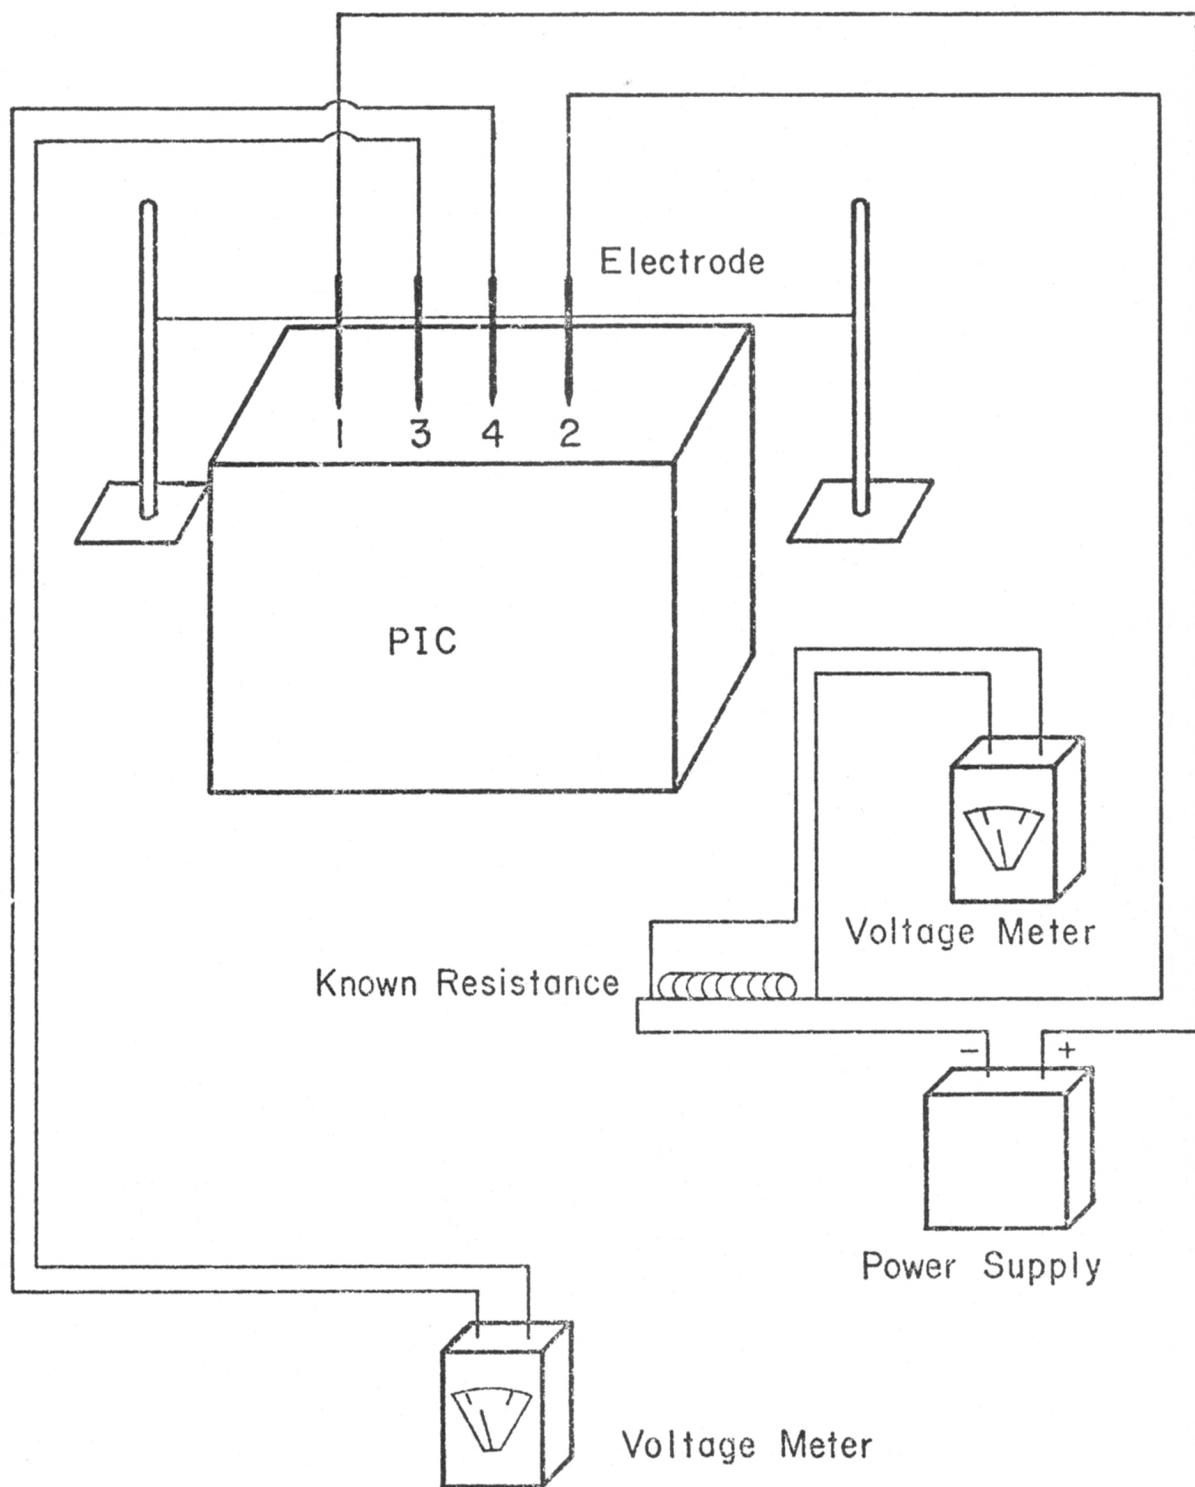 Electrode
1 3 4 2
PIC
Voltage Meter
Known Resistance
- +
Power Supply
Voltage Meter